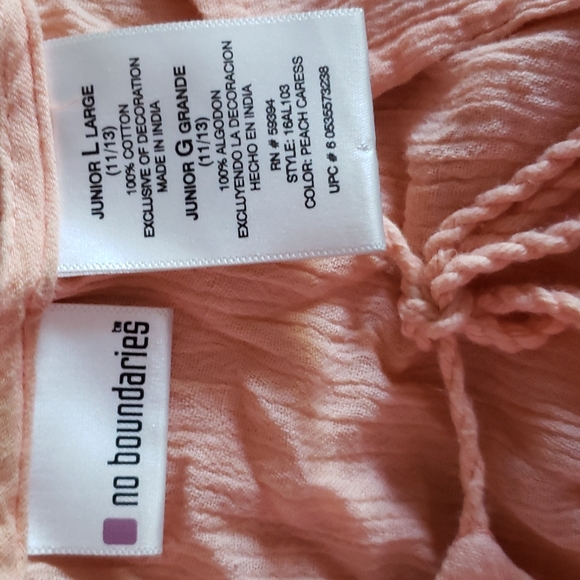 JUNIOR L LARGE
(11/13)
100% COTTON
EXCLUSIVE OF DECORATION
MADE IN INDIA
JUNIOR G GRANDE
(11/13)
100% ALGODON
EXCLUYENDO LA DECORACION
HECHO EN INDIA
RN # 59394
STYLE: 16AL103
COLOR: PEACH CARESS
UPC # 6 0535573238
no boundaries™